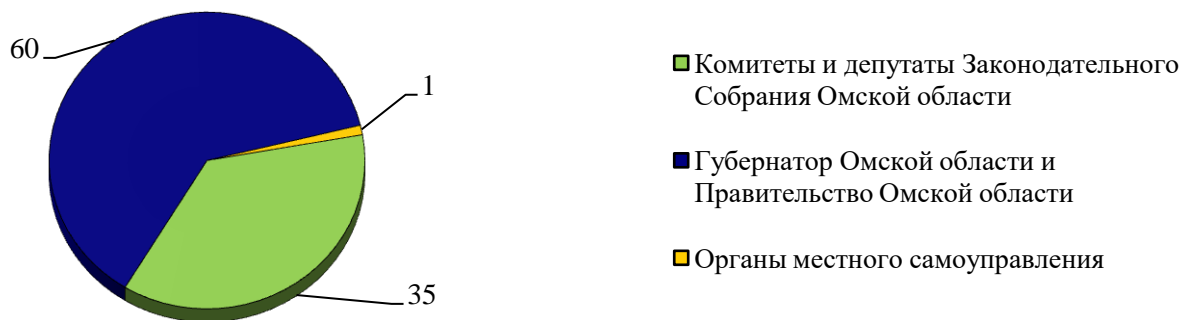 60
1
35
Комитеты и депутаты Законодательного
Собрания Омской области
Губернатор Омской области и
Правительство Омской области
Органы местного самоуправления